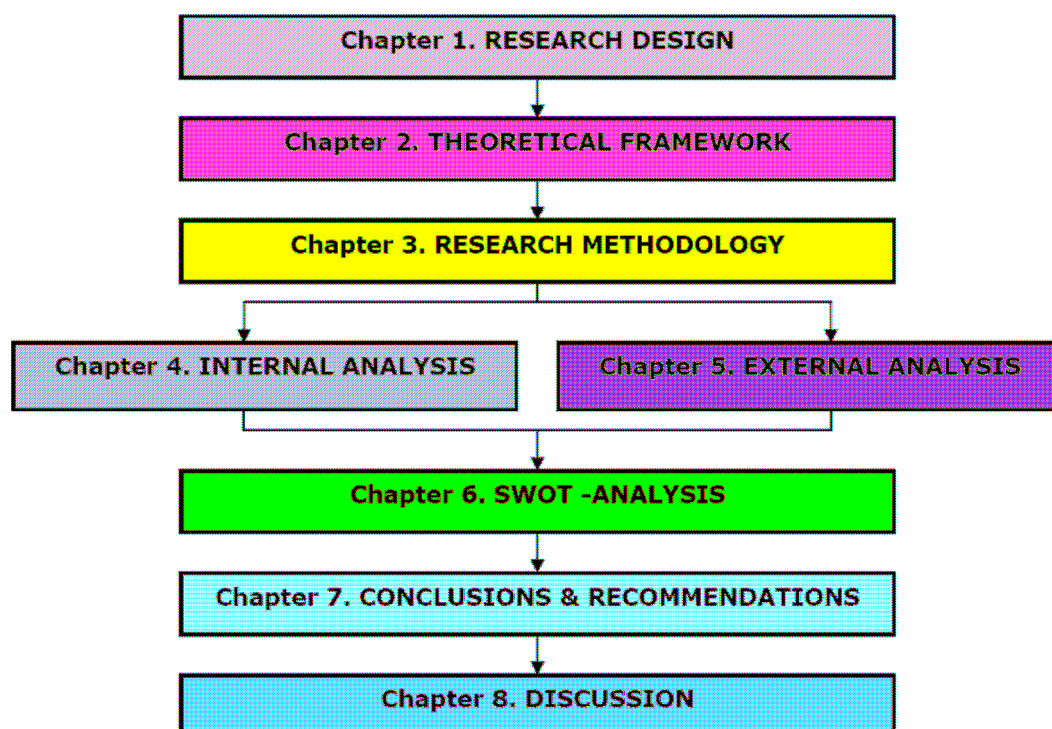 Chapter 1. RESEARCH DESIGN
Chapter 2. THEORETICAL FRAMEWORK
Chapter 3. RESEARCH METHODOLOGY
Chapter 4. INTERNAL ANALYSIS
Chapter 5. EXTERNAL ANALYSIS
Chapter 6. SWOT -ANALYSIS
Chapter 7. CONCLUSIONS & RECOMMENDATIONS
Chapter 8. DISCUSSION